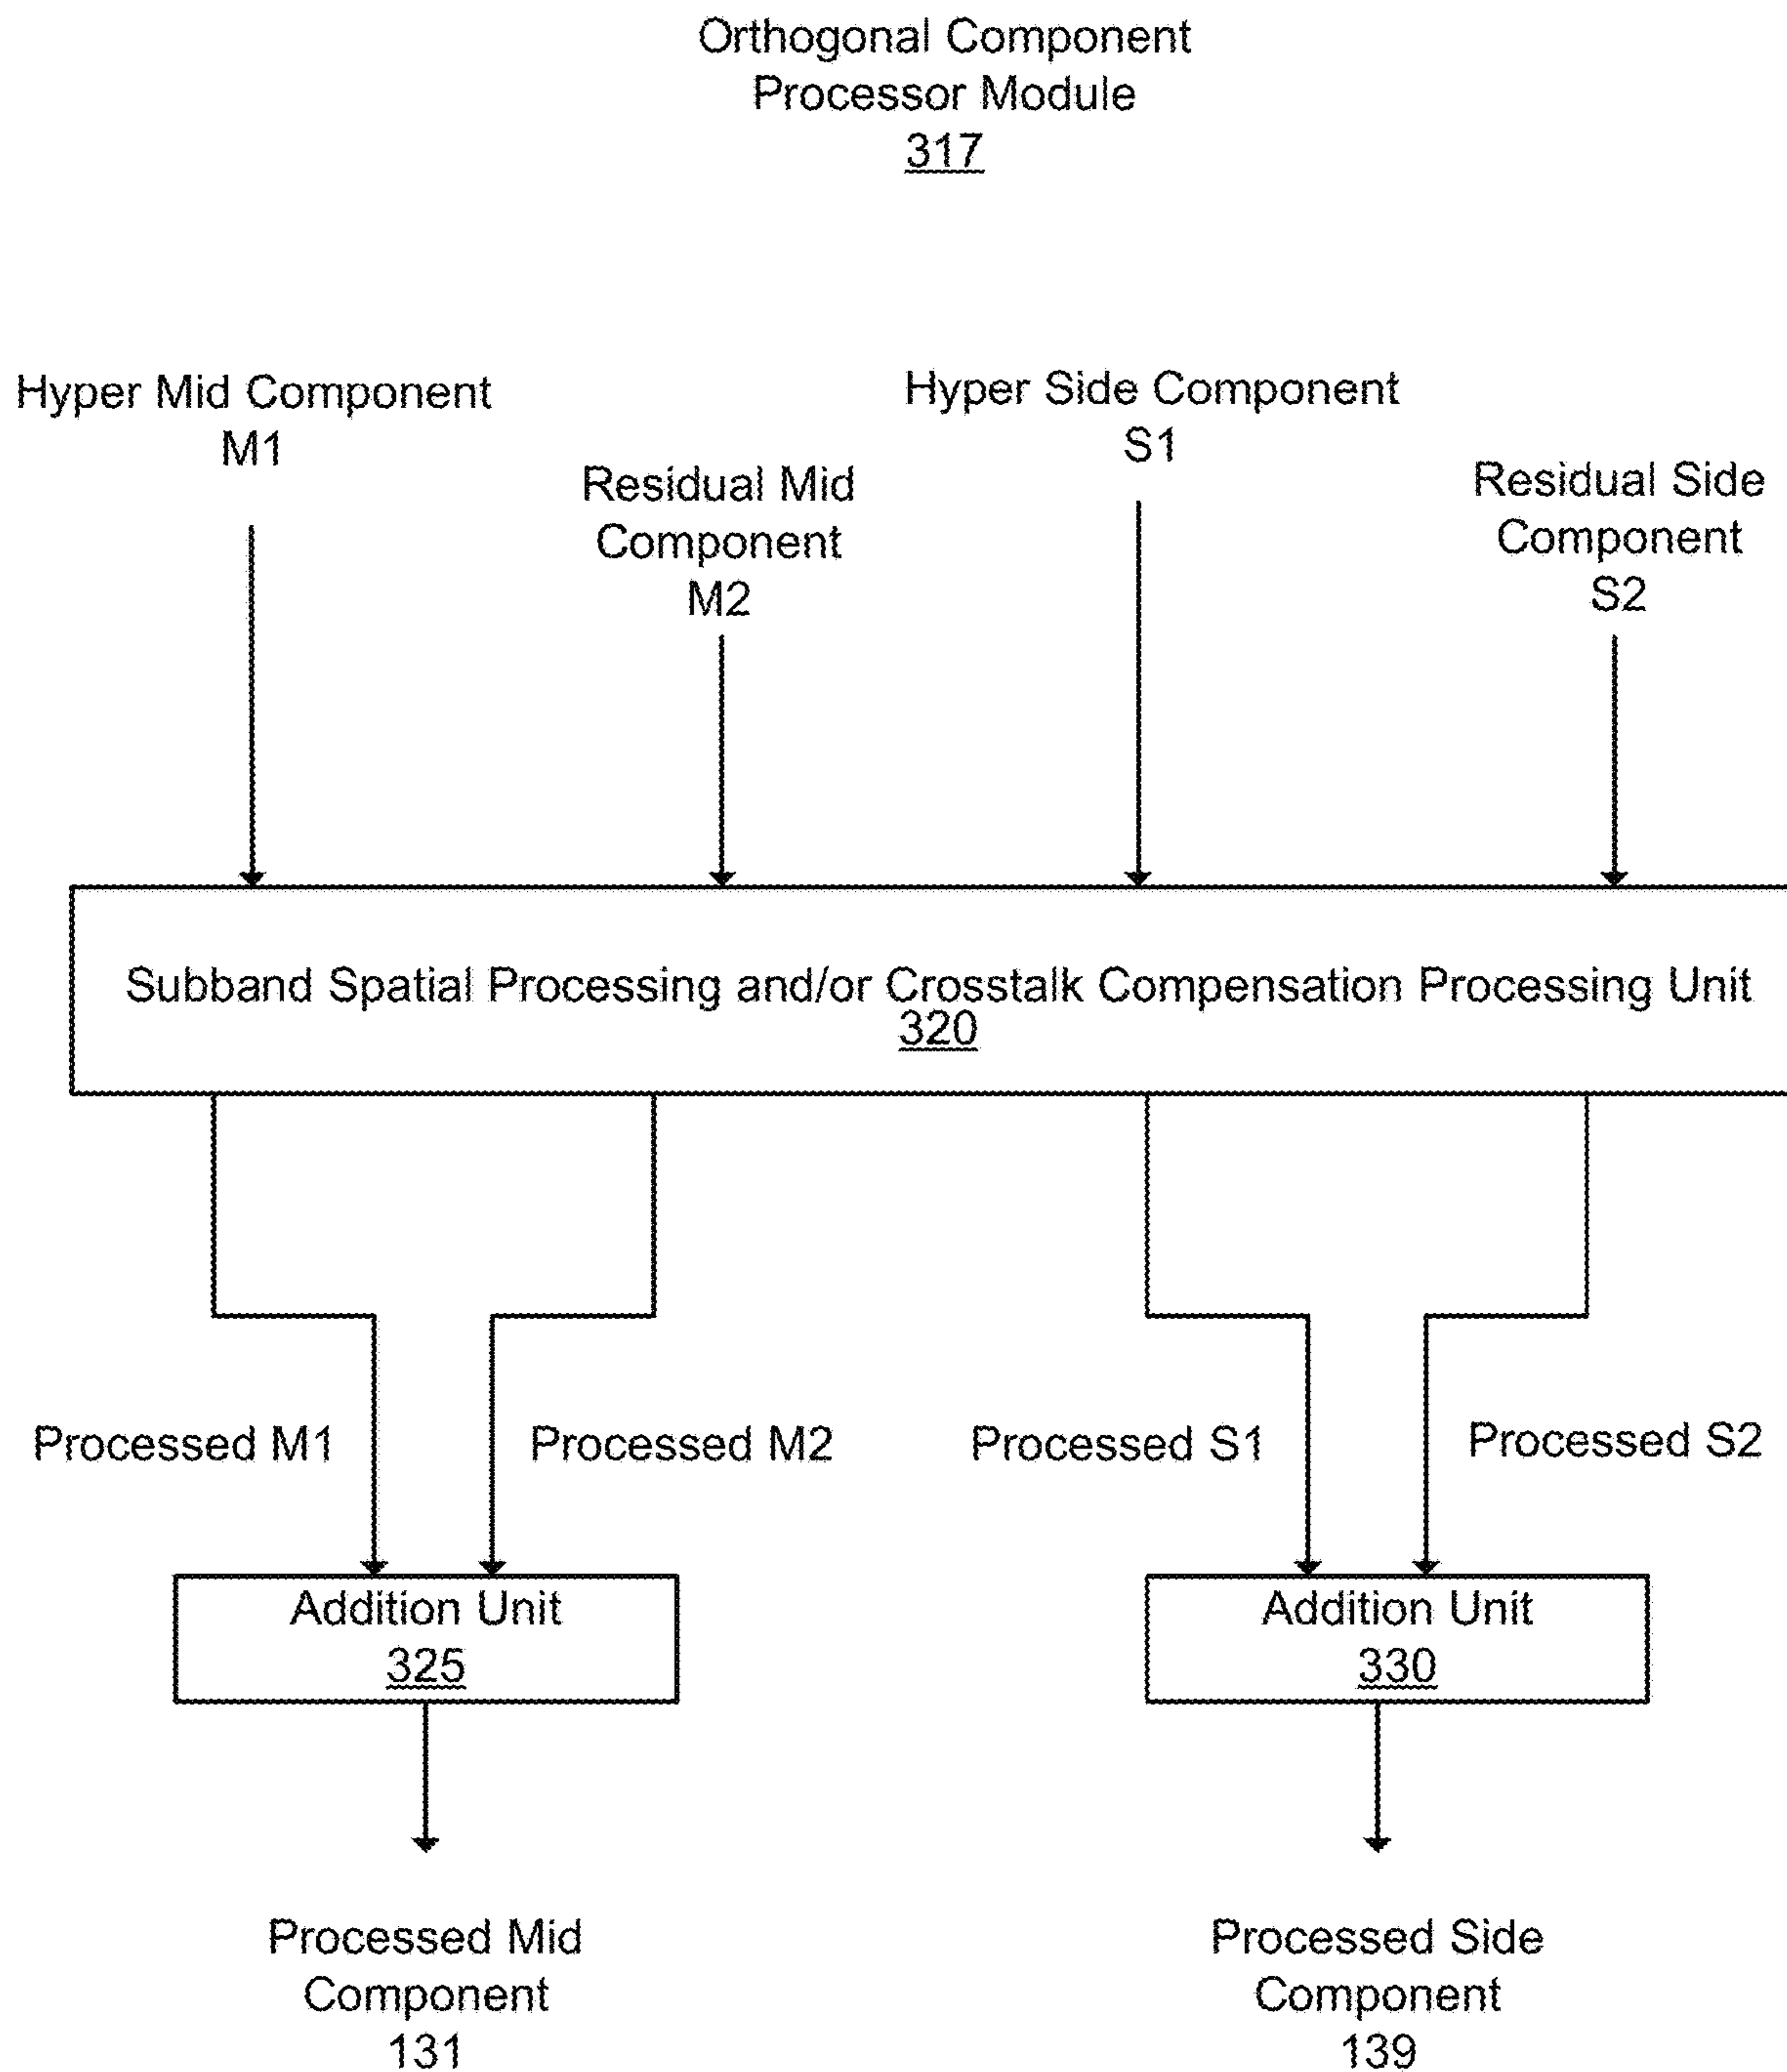 Orthogonal Component
Processor Module
317
Hyper Mid Component
M1
Residual Mid
Component
M2
Hyper Side Component
S1
Residual Side
Component
S2
Subband Spatial Processing and/or Crosstalk Compensation Processing Unit
320
Processed M1
Processed M2
Processed S1
Processed S2
Addition Unit
325
Addition Unit
330
Processed Mid
Component
131
Processed Side
Component
139